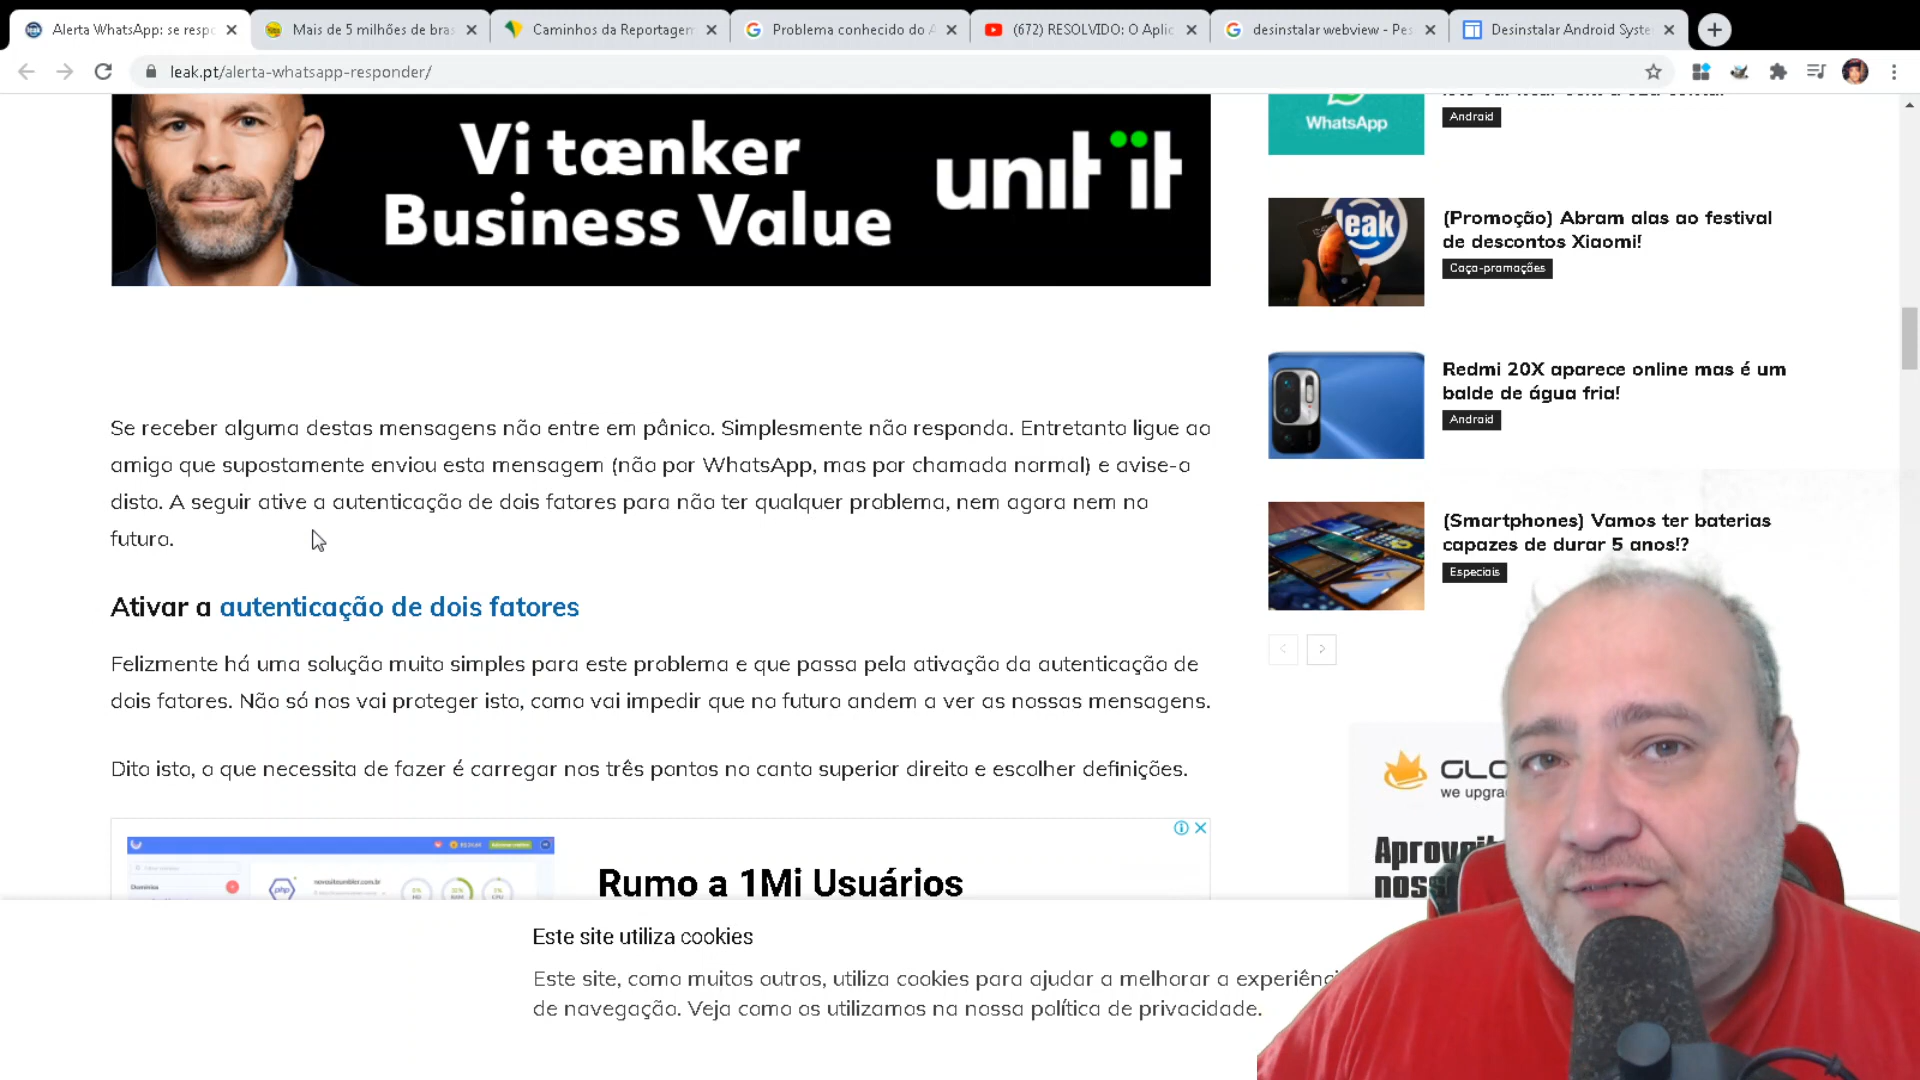 Alerta WhatsApp: se respo
Mais de 5 milhões de bras
Caminhos da Reportagem
Problema conhecido do A
(672) RESOLVIDO: O Aplic
desinstalar webview - Pes
Desinstalar Android Syste
leak.pt/alerta-whatsapp-responder/
Vi tænker
Business Value
unit it
Se receber alguma destas mensagens não entre em pânico. Simplesmente não responda. Entretanto ligue ao
amigo que supostamente enviou esta mensagem (não por WhatsApp, mas por chamada normal) e avise-o
disto. A seguir ative a autenticação de dois fatores para não ter qualquer problema, nem agora nem no
futuro.
Ativar a autenticação de dois fatores
Felizmente há uma solução muito simples para este problema e que passa pela ativação da autenticação de
dois fatores. Não só nos vai proteger isto, como vai impedir que no futuro andem a ver as nossas mensagens.
Dito isto, o que necessita de fazer é carregar nos três pontos no canto superior direito e escolher definições.
php
Domínios
Rumo a 1Mi Usuários
WhatsApp
Android
leak
(Promoção) Abram alas ao festival
de descontos Xiaomi!
Caça-promoções
Redmi 20X aparece online mas é um
balde de água fria!
Android
(Smartphones) Vamos ter baterias
capazes de durar 5 anos!?
Especiais
GLO
we upgra
Aproveit
nos
Este site utiliza cookies
Este site, como muitos outros, utiliza cookies para ajudar a melhorar a experiênci
de navegação. Veja como os utilizamos na nossa política de privacidade.